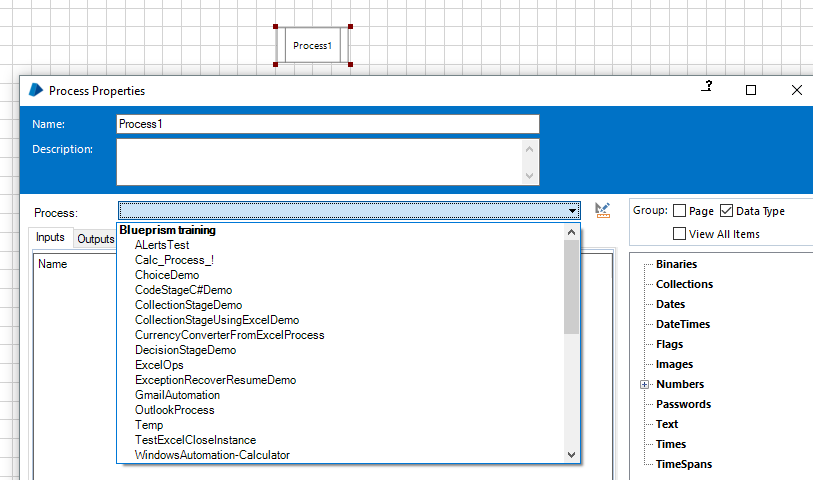 Process1
Process Properties
Name:
Process1
Description:
Process:
Group:
Page
Data Type
View All Items
Inputs
Outputs
Name
Blueprism training
ALertsTest
Calc_Process_!
ChoiceDemo
CodeStageC#Demo
CollectionStageDemo
CollectionStageUsingExcelDemo
CurrencyConverterFromExcelProcess
DecisionStageDemo
ExcelOps
ExceptionRecoverResumeDemo
GmailAutomation
OutlookProcess
Temp
TestExcelCloseInstance
WindowsAutomation-Calculator
Binaries
Collections
Dates
DateTimes
Flags
Images
Numbers
Passwords
Text
Times
TimeSpans